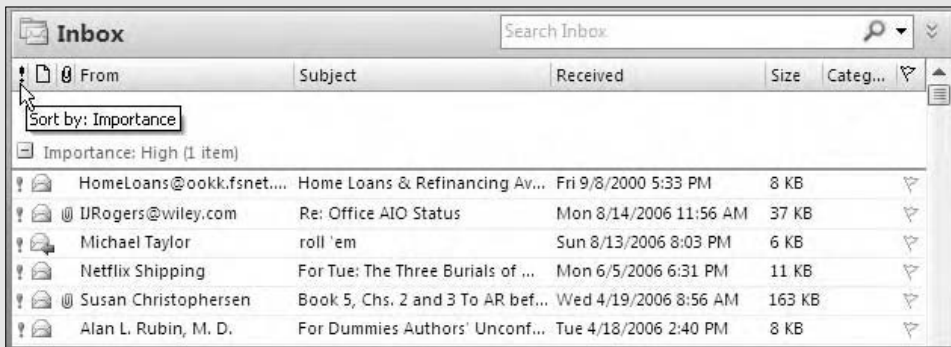 Inbox
Search Inbox
From Subject Received Size Categ...
Sort by: Importance
Importance: High (1 item)
HomeLoans@ookk.fsnet.... Home Loans & Refinancing Av... Fri 9/8/2000 5:33 PM 8 KB
IJRogers@wiley.com Re: Office AIO Status Mon 8/14/2006 11:56 AM 37 KB
Michael Taylor roll 'em Sun 8/13/2006 8:03 PM 6 KB
Netflix Shipping For Tue: The Three Burials of ... Mon 6/5/2006 6:31 PM 11 KB
Susan Christophersen Book 5, Chs. 2 and 3 To AR bef... Wed 4/19/2006 8:56 AM 163 KB
Alan L. Rubin, M. D. For Dummies Authors' Unconf... Tue 4/18/2006 2:40 PM 8 KB